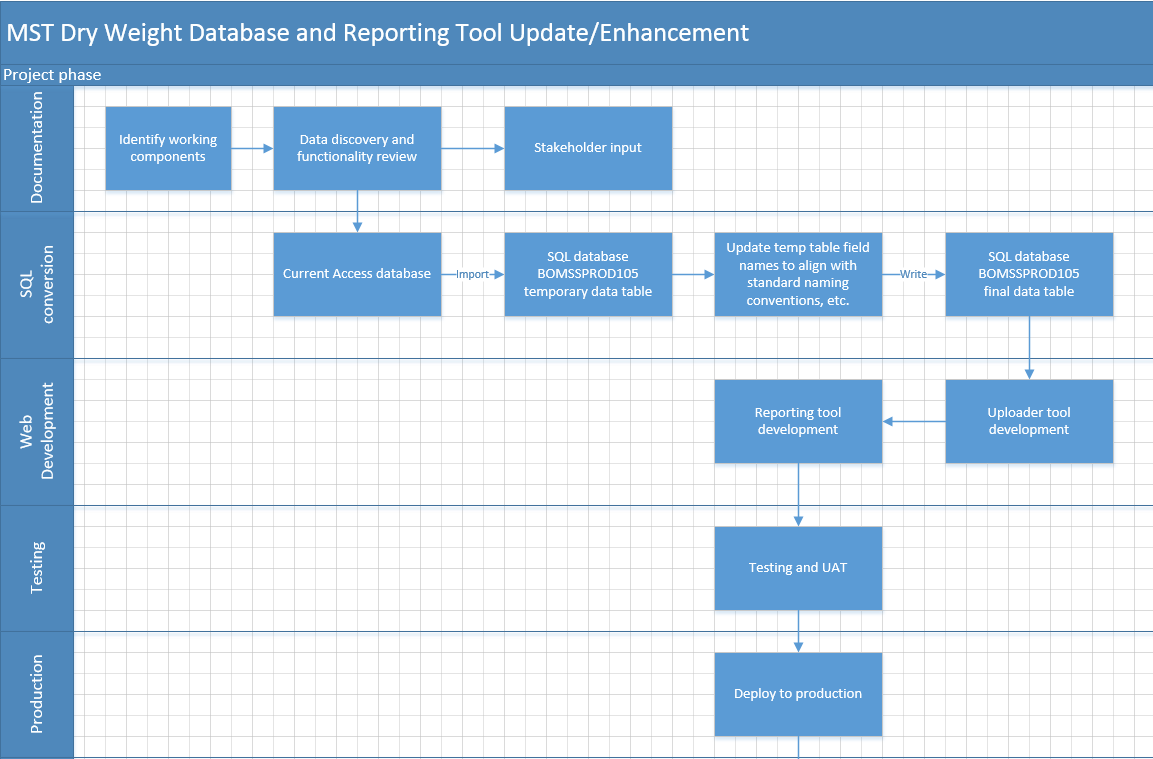 MST Dry Weight Database and Reporting Tool Update/Enhancement
Project phase
Documentation
Identify working
components
Data discovery and
functionality review
Stakeholder input
SQL
conversion
Current Access database
Import
SQL database
BOMSSPROD105
temporary data table
Update temp table field
names to align with
standard naming
conventions, etc.
Write
SQL database
BOMSSPROD105
final data table
Web
Development
Reporting tool
development
Uploader tool
development
Testing
Testing and UAT
Production
Deploy to production